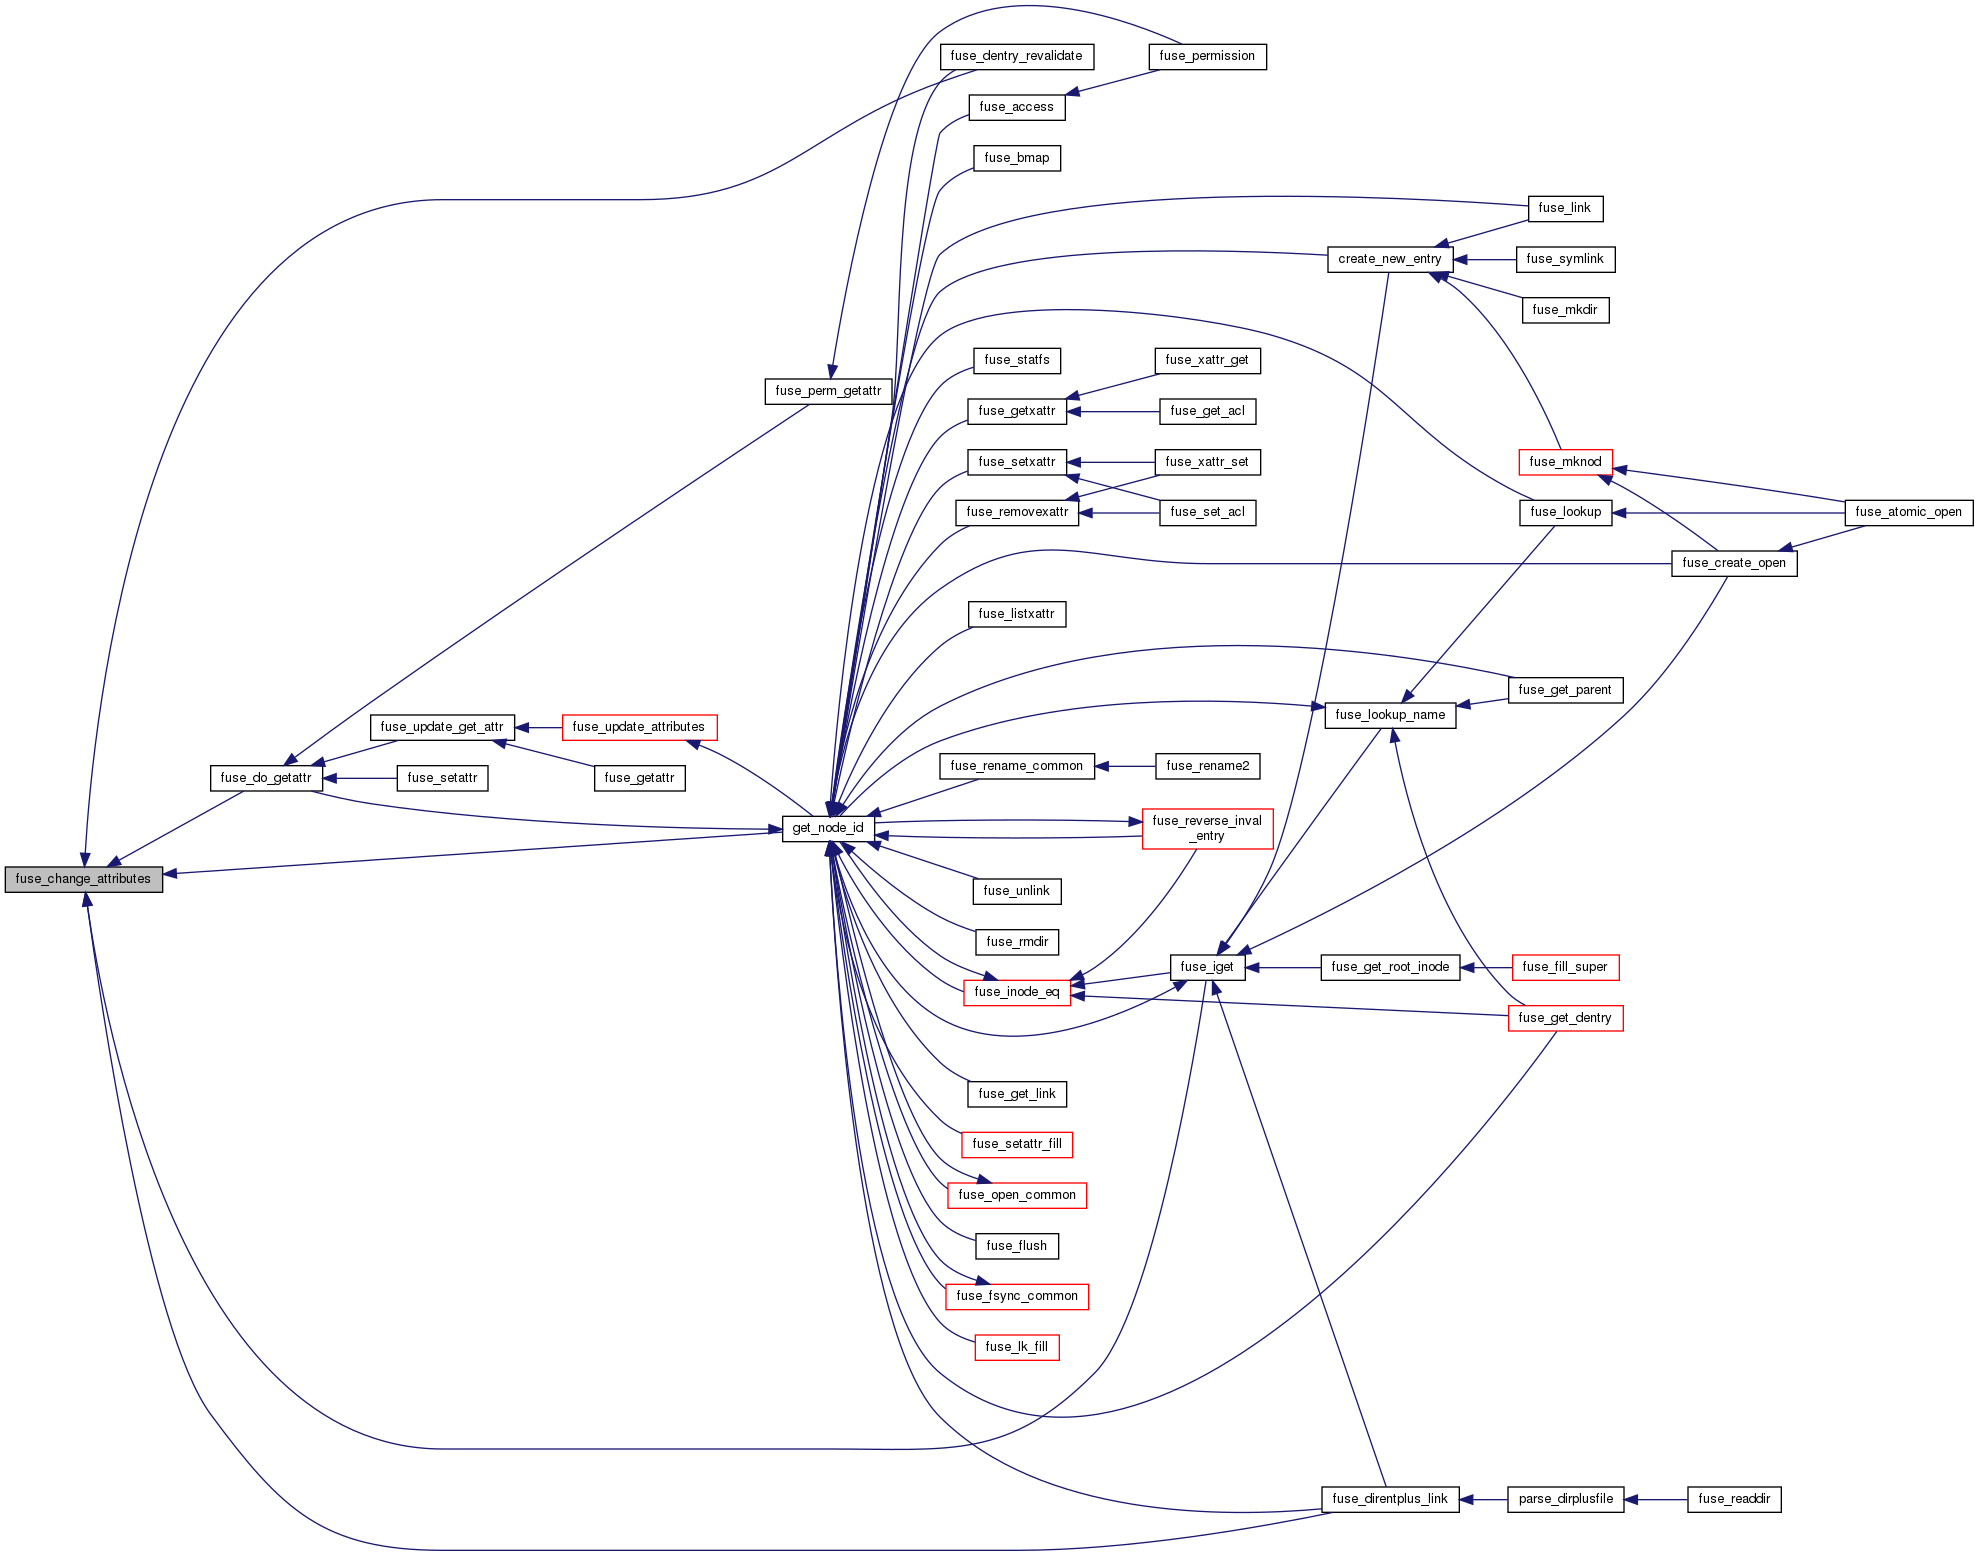 fuse_dentry_revalidate
fuse_permission
fuse_access
fuse_bmap
fuse_link
create_new_entry
fuse_symlink
fuse_mkdir
fuse_statfs
fuse_xattr_get
fuse_perm_getattr
fuse_getxattr
fuse_get_acl
fuse_setxattr
fuse_xattr_set
fuse_mknod
fuse_removexattr
fuse_set_acl
fuse_lookup
fuse_atomic_open
fuse_create_open
fuse_listxattr
fuse_get_parent
fuse_lookup_name
fuse_update_get_attr
fuse_update_attributes
fuse_rename_common
fuse_rename2
fuse_do_getattr
fuse_setattr
fuse_getattr
get_node_id
fuse_reverse_inval
_entry
fuse_change_attributes
fuse_unlink
fuse_rmdir
fuse_iget
fuse_get_root_inode
fuse_fill_super
fuse_inode_eq
fuse_get_dentry
fuse_get_link
fuse_setattr_fill
fuse_open_common
fuse_flush
fuse_fsync_common
fuse_lk_fill
fuse_direntplus_link
parse_dirplusfile
fuse_readdir